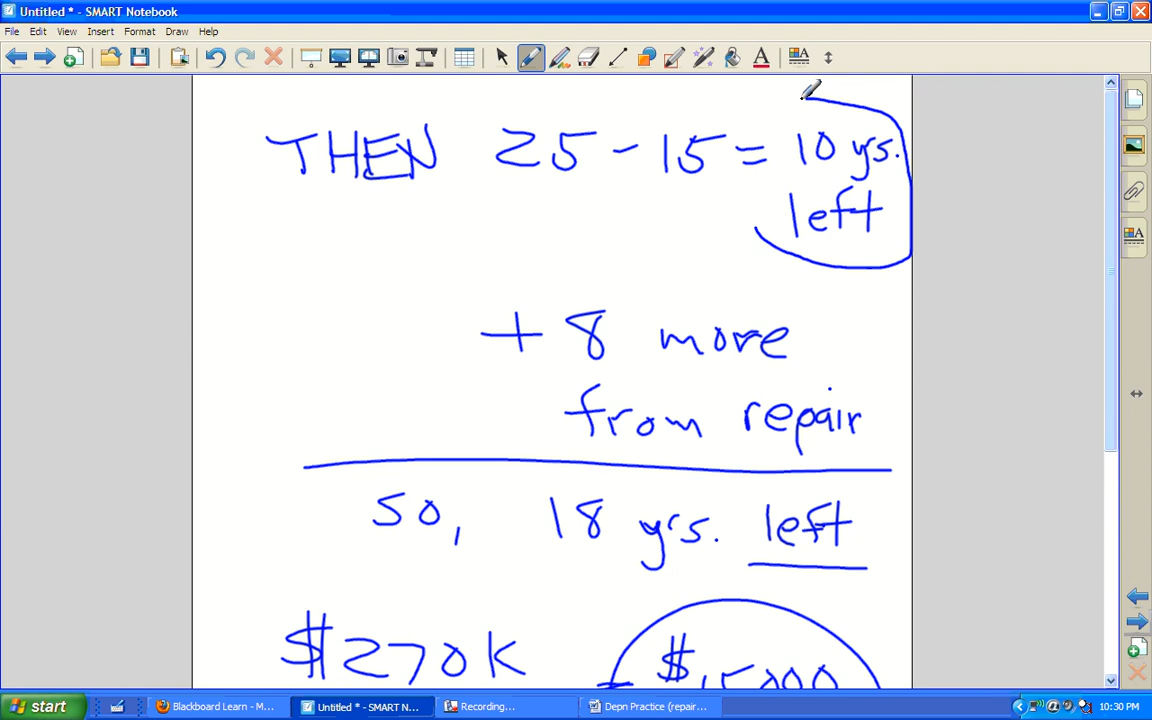 Untitled * - SMART Notebook
File Edit View Insert Format Draw Help
THEN 25 - 15 = 10 yrs.
left
+ 8 more
from repair
so, 18 yrs. left
$270K
start Blackboard Learn - M... Untitled * - SMART N... Recording... Depn Practice (repair... 10:30 PM